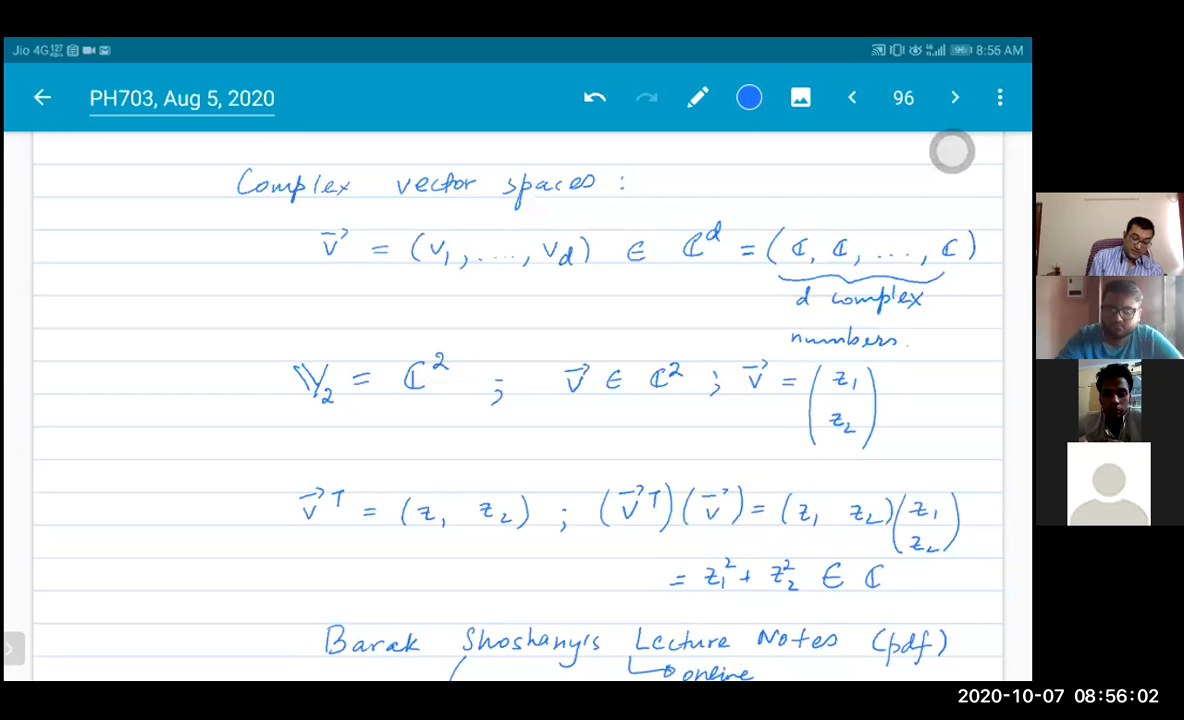 Jio 4G 8:55 AM
PH703, Aug 5, 2020 96
Complex vector spaces :
v⃗ = (v₁, ...., v_d) ∈ ℂ^d = (ℂ, ℂ, ..., ℂ)
d complex
numbers.
𝕍₂ = ℂ² ; v⃗ ∈ ℂ² ; v⃗ = (z₁
z₂)
v⃗ᵀ = (z₁ z₂) ; (v⃗ᵀ)(v⃗) = (z₁ z₂)(z₁
z₂)
= z₁² + z₂² ∈ ℂ
Barak Shoshany's Lecture Notes (pdf)
online
2020-10-07 08:56:02